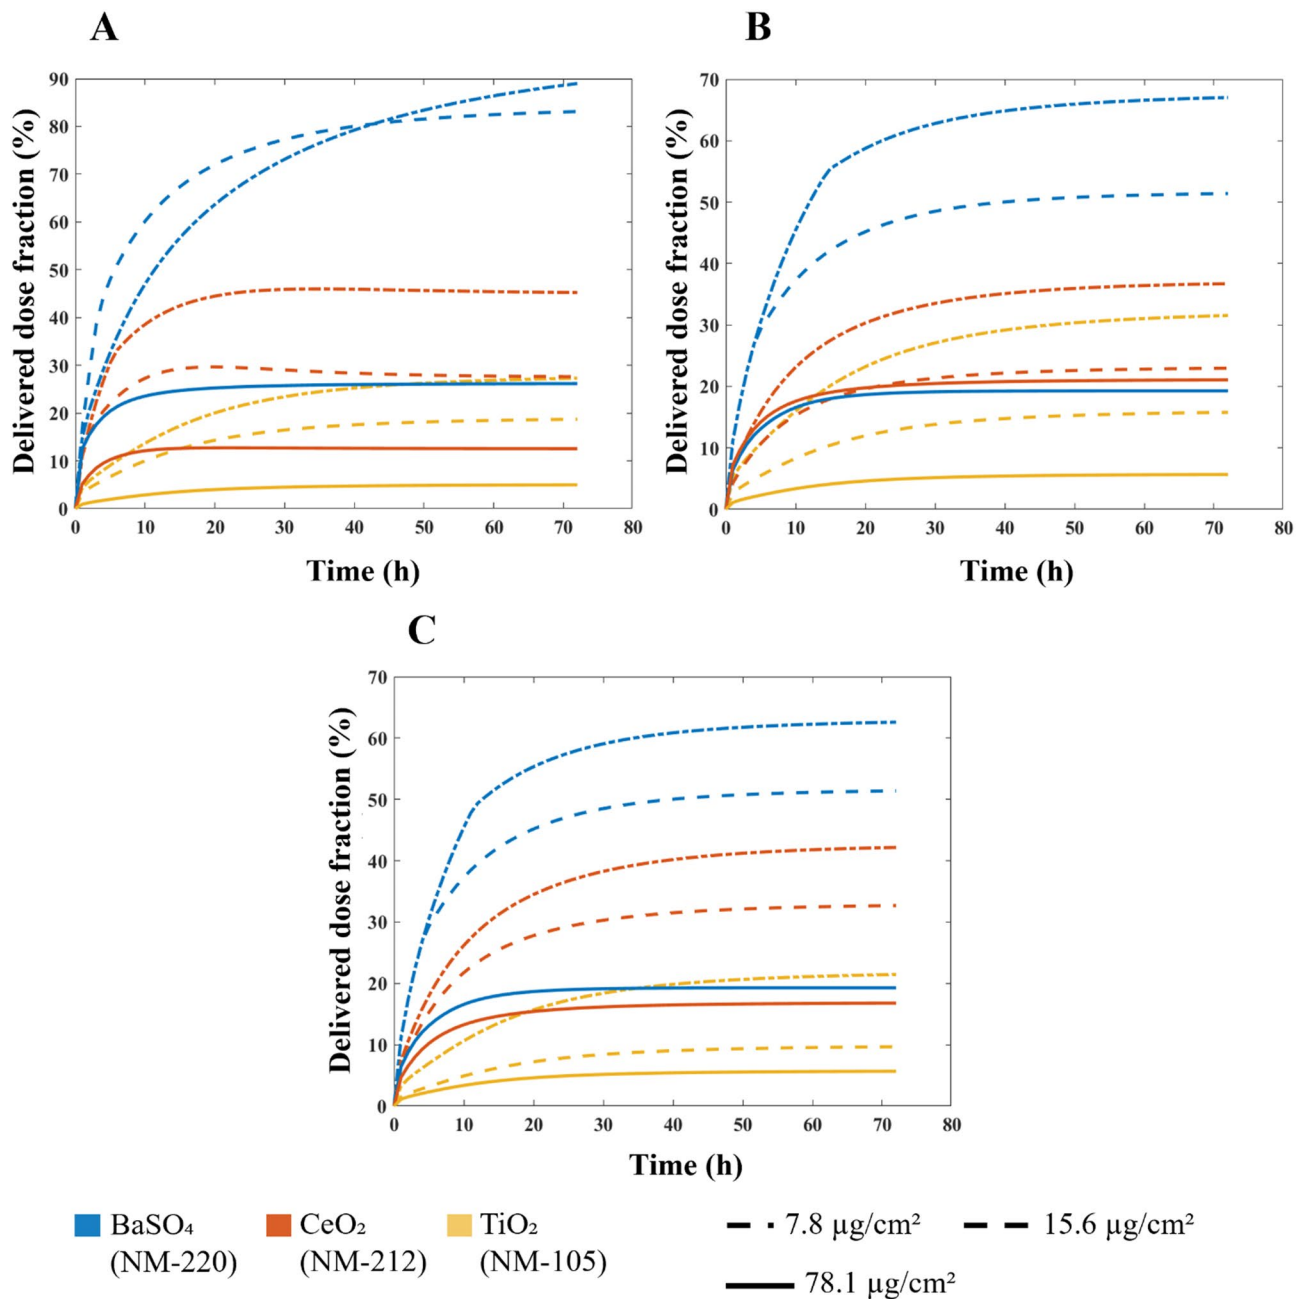 A
B
90
80
70
60
50
40
30
20
10
0
Delivered dose fraction (%)
0 10 20 30 40 50 60 70 80
Time (h)
70
60
50
40
30
20
10
0
Delivered dose fraction (%)
0 10 20 30 40 50 60 70 80
Time (h)
C
70
60
50
40
30
20
10
0
Delivered dose fraction (%)
0 10 20 30 40 50 60 70 80
Time (h)
BaSO₄ CeO₂ TiO₂
(NM-220) (NM-212) (NM-105)
7.8 µg/cm² 15.6 µg/cm²
78.1 µg/cm²